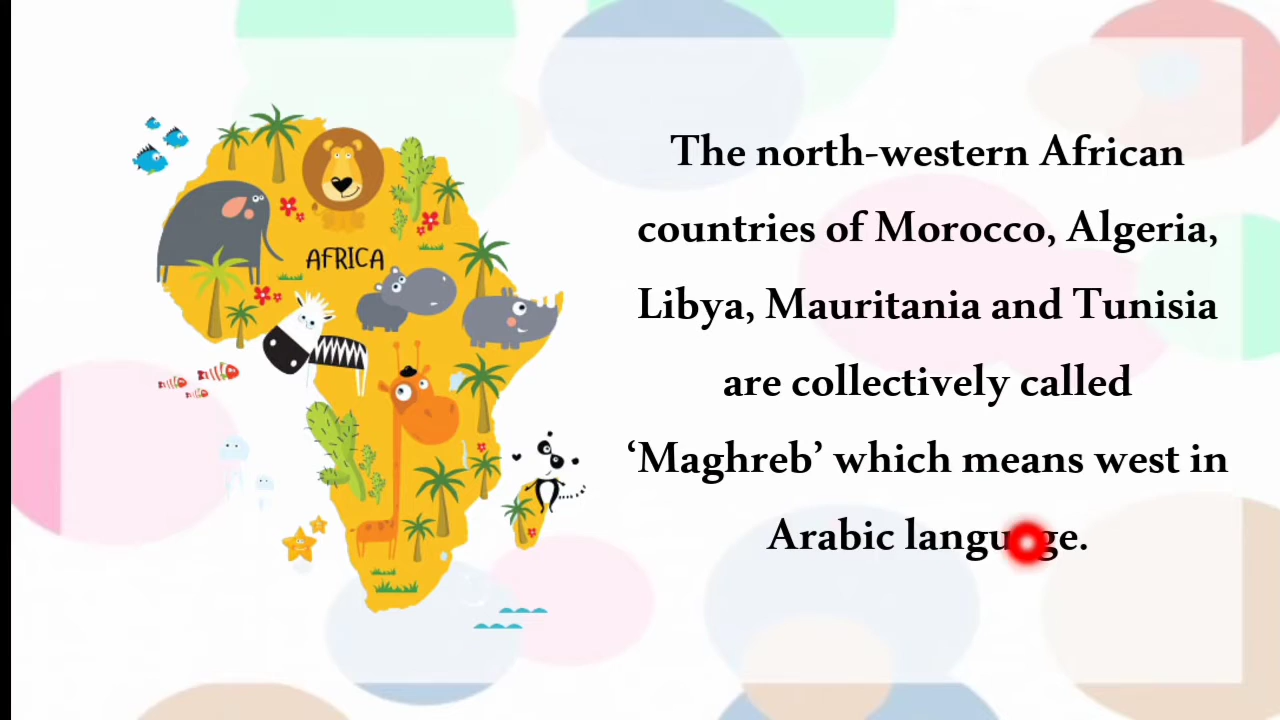 AFRICA
The north-western African
countries of Morocco, Algeria,
Libya, Mauritania and Tunisia
are collectively called
‘Maghreb’ which means west in
Arabic language.